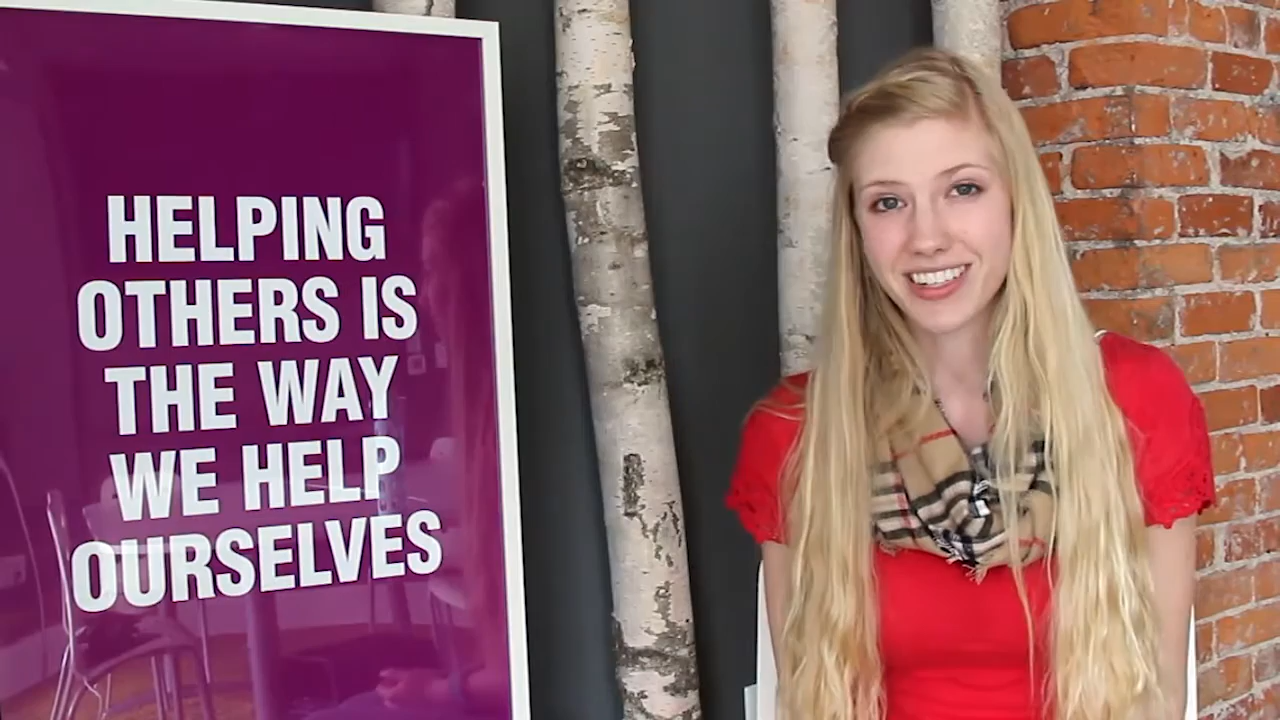 HELPING
OTHERS IS
THE WAY
WE HELP
OURSELVES